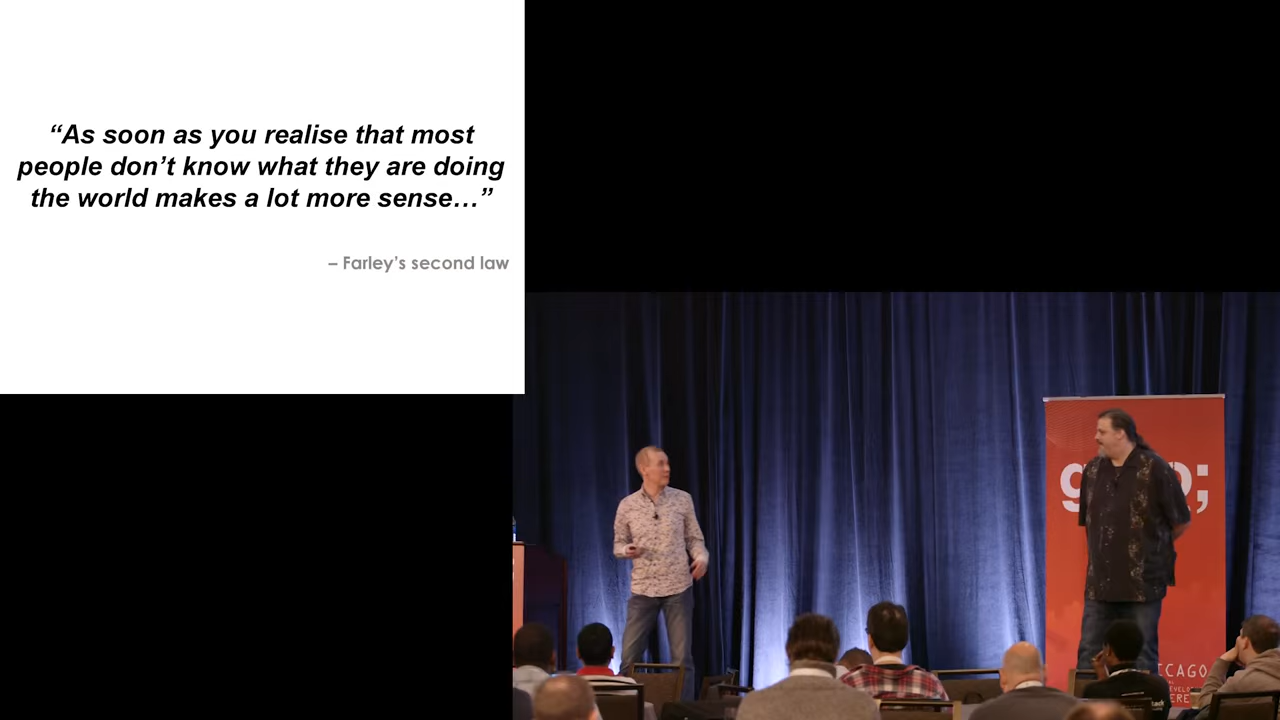 “As soon as you realise that most
people don’t know what they are doing
the world makes a lot more sense…”
– Farley’s second law